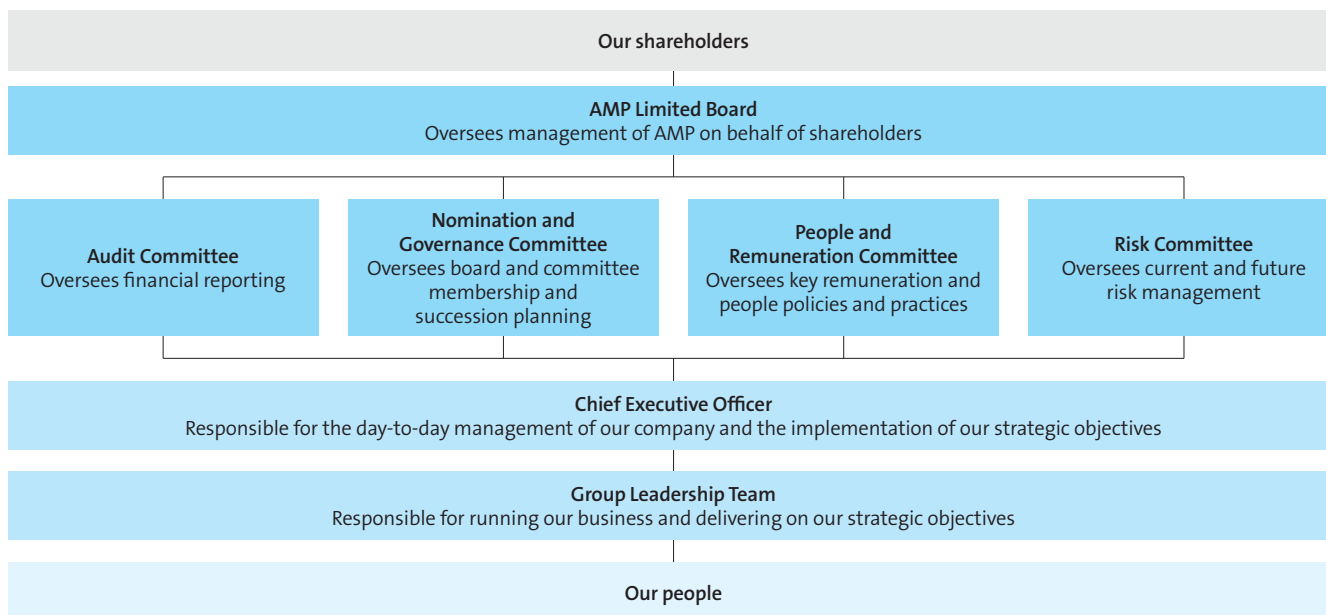 Our shareholders
AMP Limited Board
Oversees management of AMP on behalf of shareholders
Audit Committee
Oversees financial reporting
Nomination and
Governance Committee
Oversees board and committee
membership and
succession planning
People and
Remuneration Committee
Oversees key remuneration and
people policies and practices
Risk Committee
Oversees current and future
risk management
Chief Executive Officer
Responsible for the day-to-day management of our company and the implementation of our strategic objectives
Group Leadership Team
Responsible for running our business and delivering on our strategic objectives
Our people